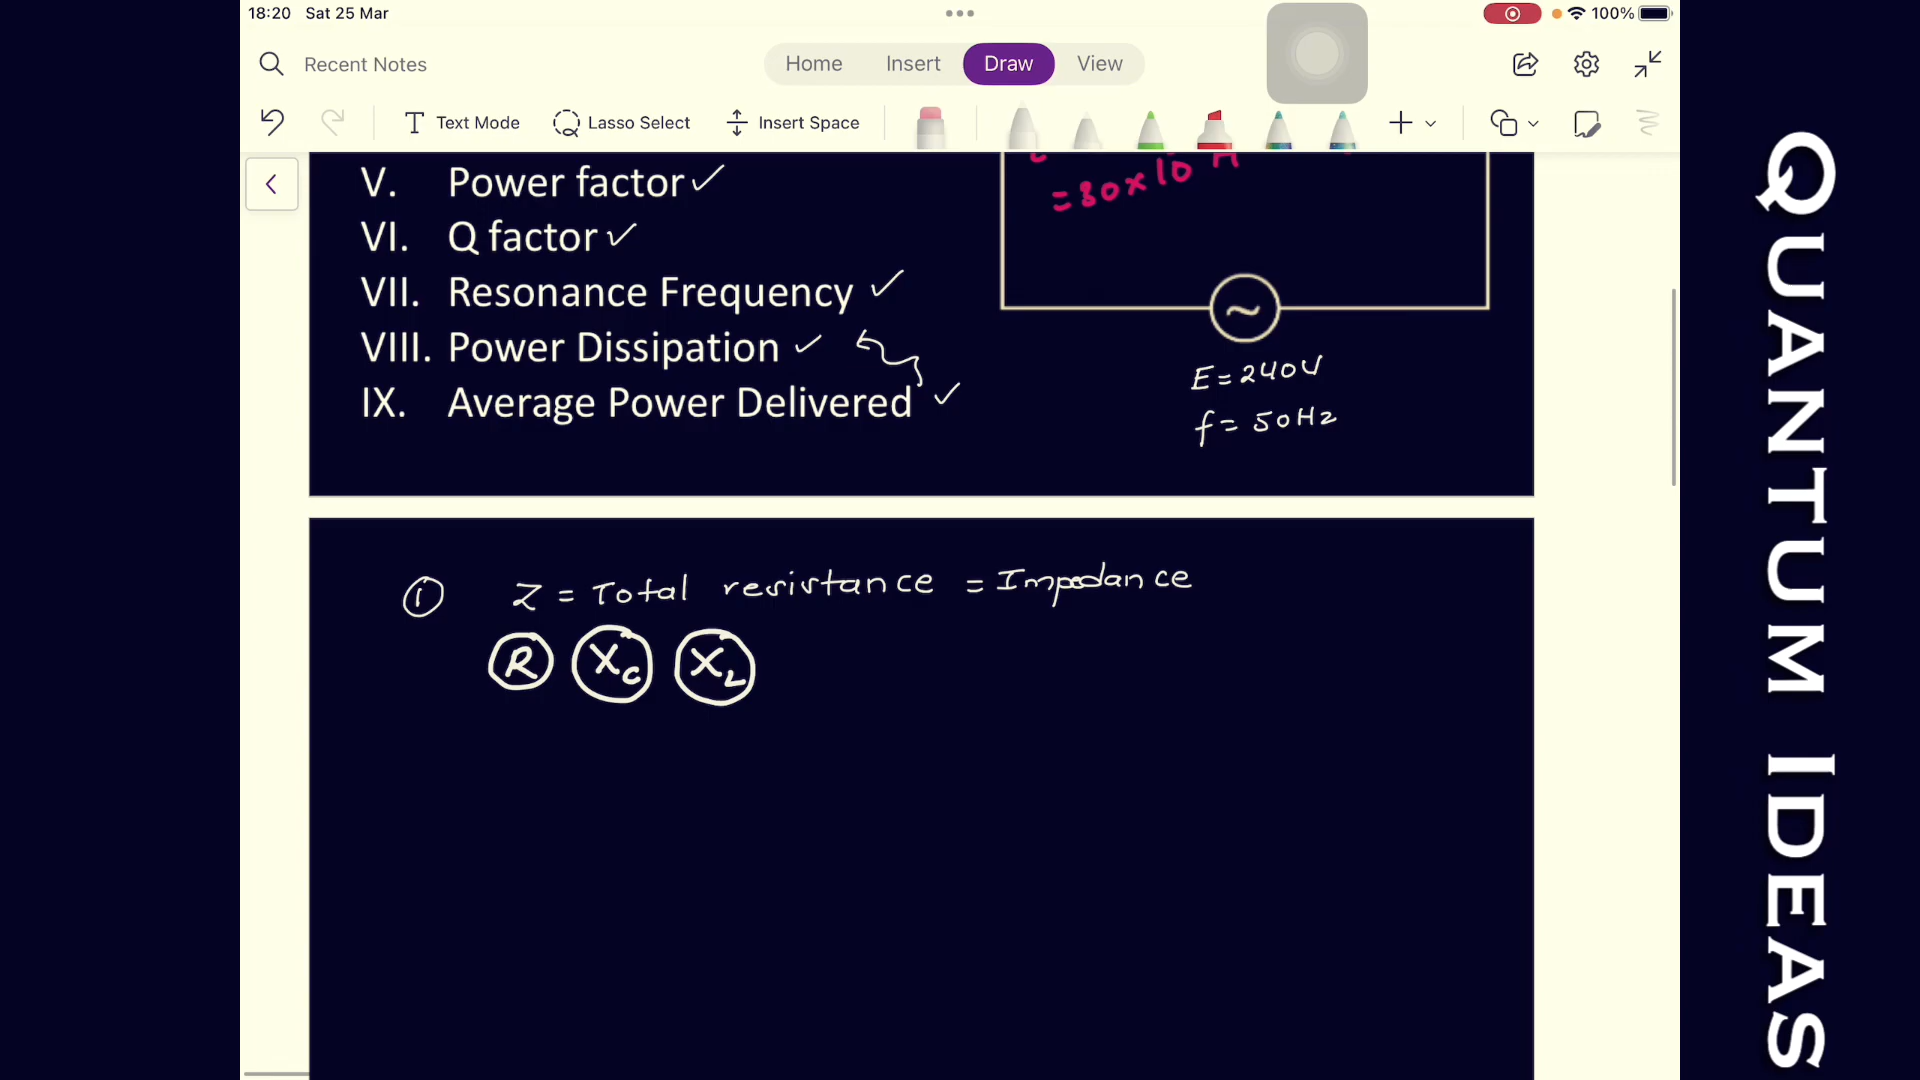 18:20 Sat 25 Mar
100%
Recent Notes
Home Insert Draw View
Text Mode Lasso Select Insert Space
V. Power factor ✓
VI. Q factor ✓
VII. Resonance Frequency ✓
VIII. Power Dissipation ✓
IX. Average Power Delivered ✓
= 80 × 10 H
~
E = 240V
f = 50Hz
① Z = Total resistance = Impedance
R Xc XL
QUANTUM IDEAS